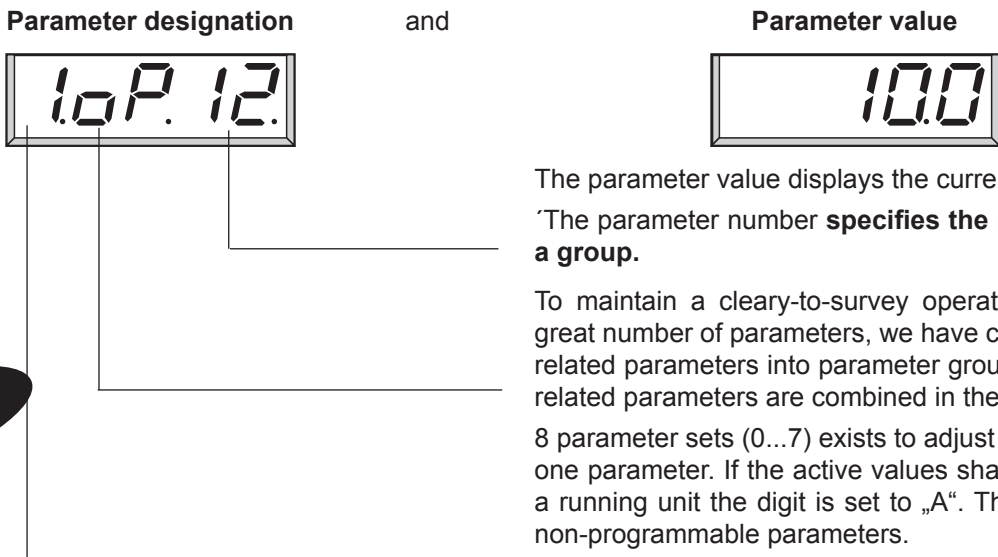 Parameter designation and Parameter value
1.oP.12. 10.0
The parameter value displays the curre
´The parameter number specifies the
a group.
To maintain a cleary-to-survey operat
great number of parameters, we have c
related parameters into parameter grou
related parameters are combined in the
8 parameter sets (0...7) exists to adjust
one parameter. If the active values sha
a running unit the digit is set to „A“. Th
non-programmable parameters.